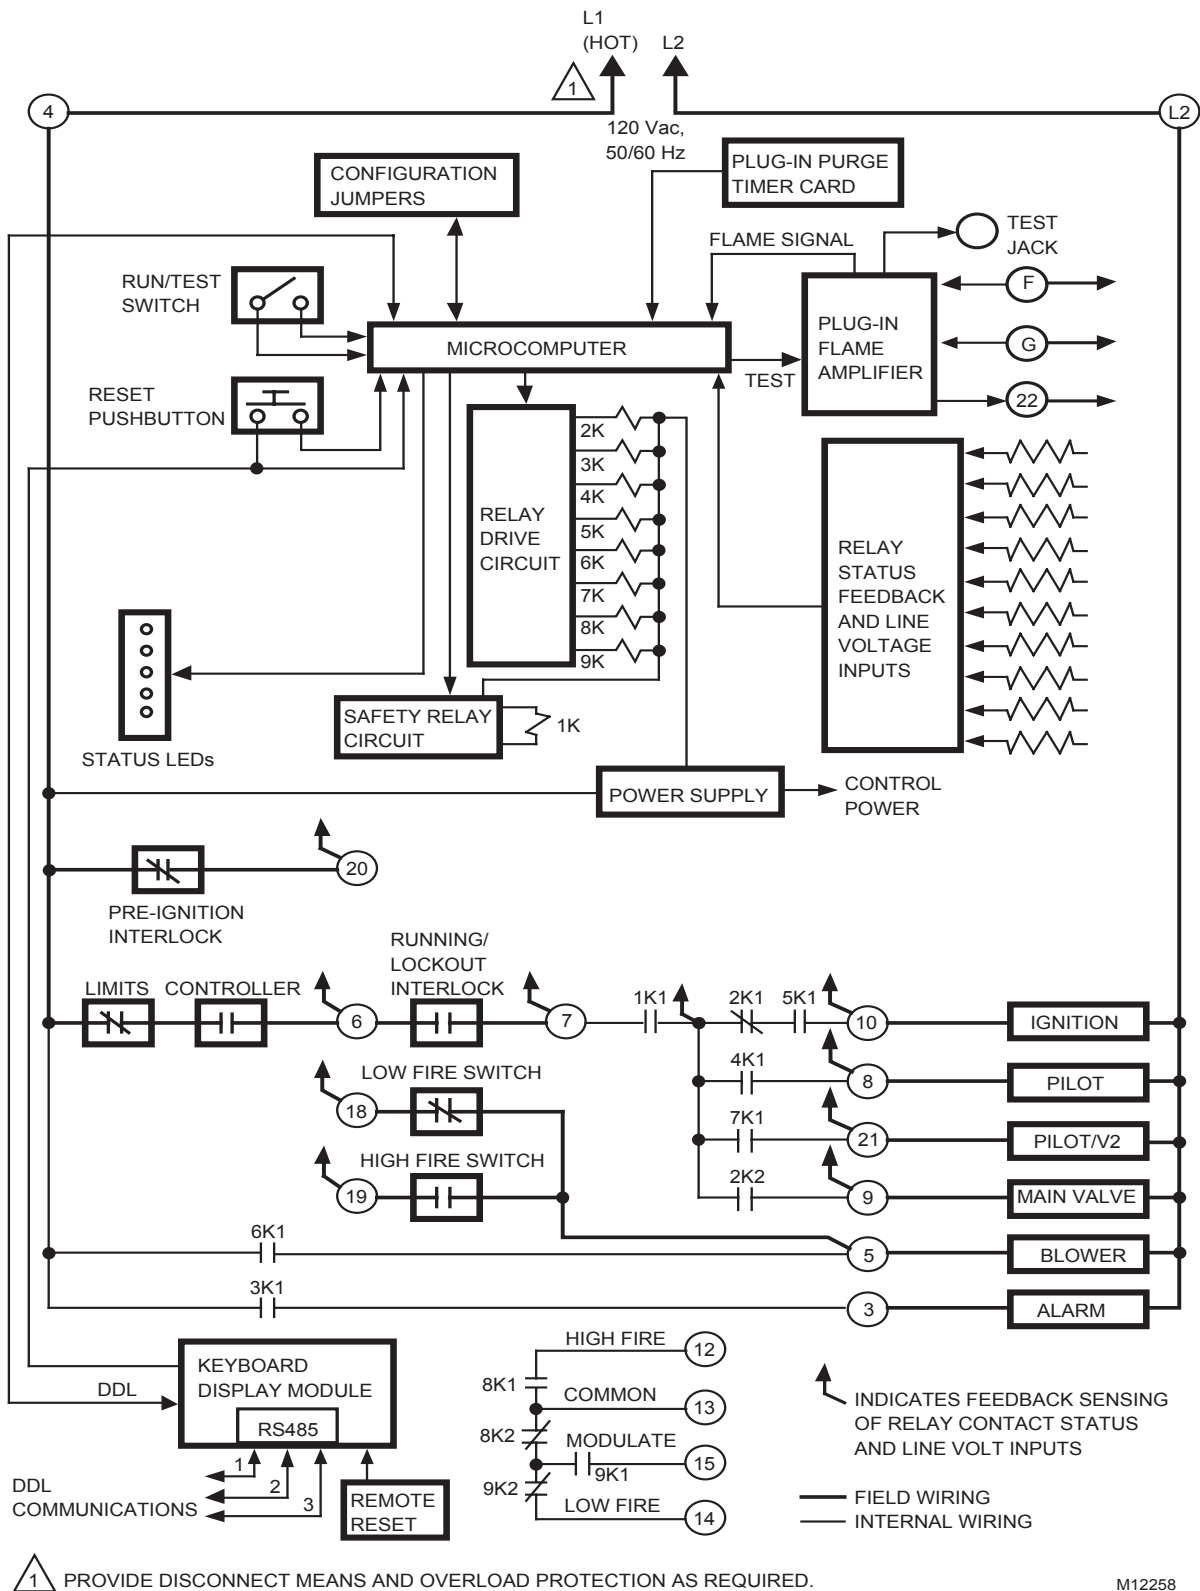 L1
(HOT)
L2
1
4
L2
120 Vac,
50/60 Hz
CONFIGURATION
JUMPERS
PLUG-IN PURGE
TIMER CARD
FLAME SIGNAL
TEST
JACK
RUN/TEST
SWITCH
F
MICROCOMPUTER
PLUG-IN
FLAME
AMPLIFIER
G
TEST
22
RESET
PUSHBUTTON
RELAY
DRIVE
CIRCUIT
2K
3K
4K
5K
6K
7K
8K
9K
RELAY
STATUS
FEEDBACK
AND LINE
VOLTAGE
INPUTS
STATUS LEDs
SAFETY RELAY
CIRCUIT
1K
POWER SUPPLY
CONTROL
POWER
20
PRE-IGNITION
INTERLOCK
LIMITS
CONTROLLER
6
RUNNING/
LOCKOUT
INTERLOCK
7
1K1
2K1
5K1
10
IGNITION
4K1
8
PILOT
LOW FIRE SWITCH
18
7K1
21
PILOT/V2
HIGH FIRE SWITCH
19
2K2
9
MAIN VALVE
6K1
5
BLOWER
3K1
3
ALARM
KEYBOARD
DISPLAY MODULE
RS485
DDL
1
2
3
DDL
COMMUNICATIONS
REMOTE
RESET
HIGH FIRE
12
8K1
COMMON
13
8K2
MODULATE
15
9K1
9K2
LOW FIRE
14
INDICATES FEEDBACK SENSING
OF RELAY CONTACT STATUS
AND LINE VOLT INPUTS
FIELD WIRING
INTERNAL WIRING
1 PROVIDE DISCONNECT MEANS AND OVERLOAD PROTECTION AS REQUIRED.
M12258